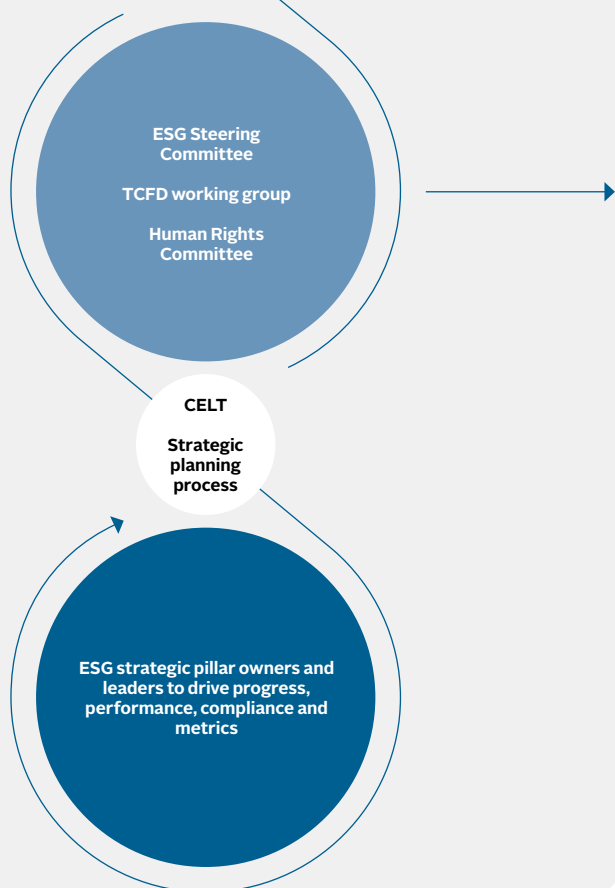 ESG Steering
Committee
TCFD working group
Human Rights
Committee
CELT
Strategic
planning
process
ESG strategic pillar owners and
leaders to drive progress,
performance, compliance and
metrics